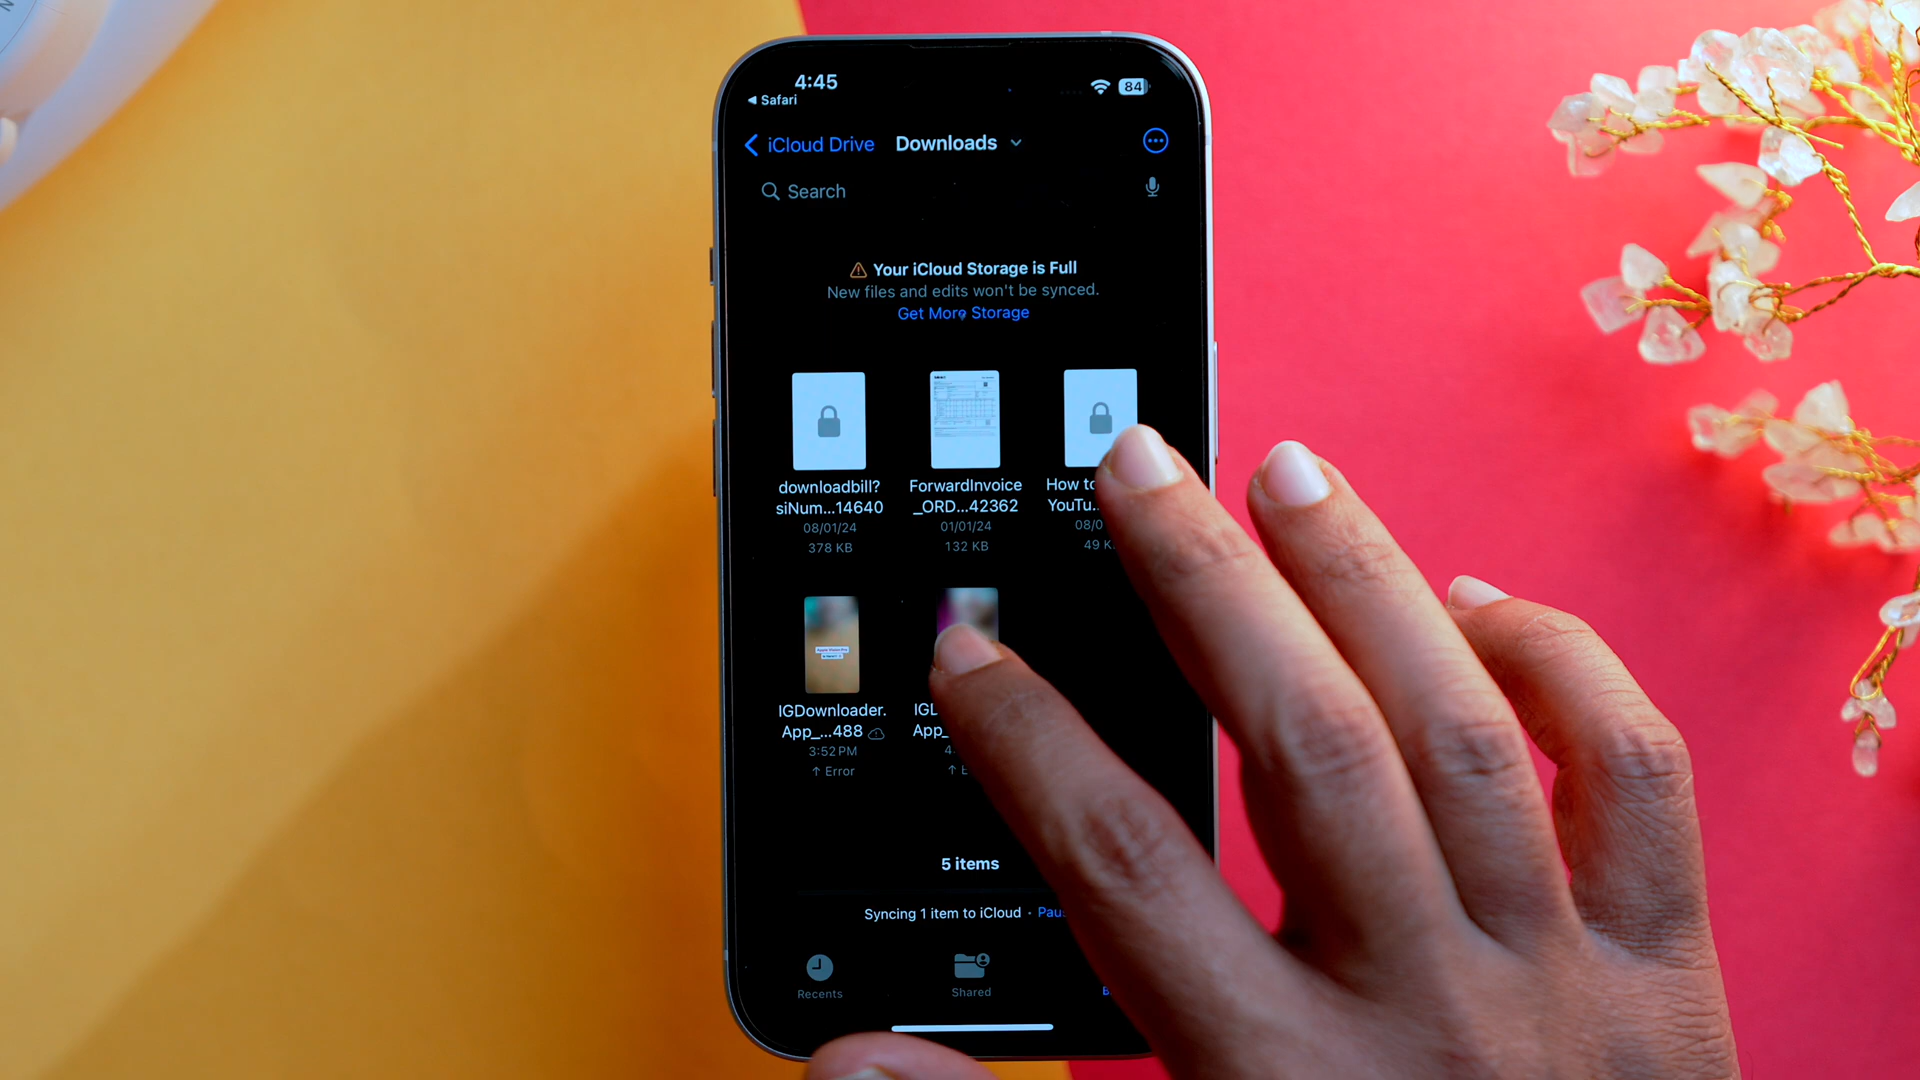 4:45
84
◀ Safari
iCloud Drive
Downloads
Search
Your iCloud Storage is Full
New files and edits won't be synced.
Get More Storage
downloadbill?
siNum...14640
08/01/24
378 KB
ForwardInvoice
_ORD...42362
01/01/24
132 KB
How to
YouTu...
08/0
49 K
IGDownloader.
App_...488
3:52 PM
↑ Error
App_
5 items
Syncing 1 item to iCloud ·
Recents
Shared